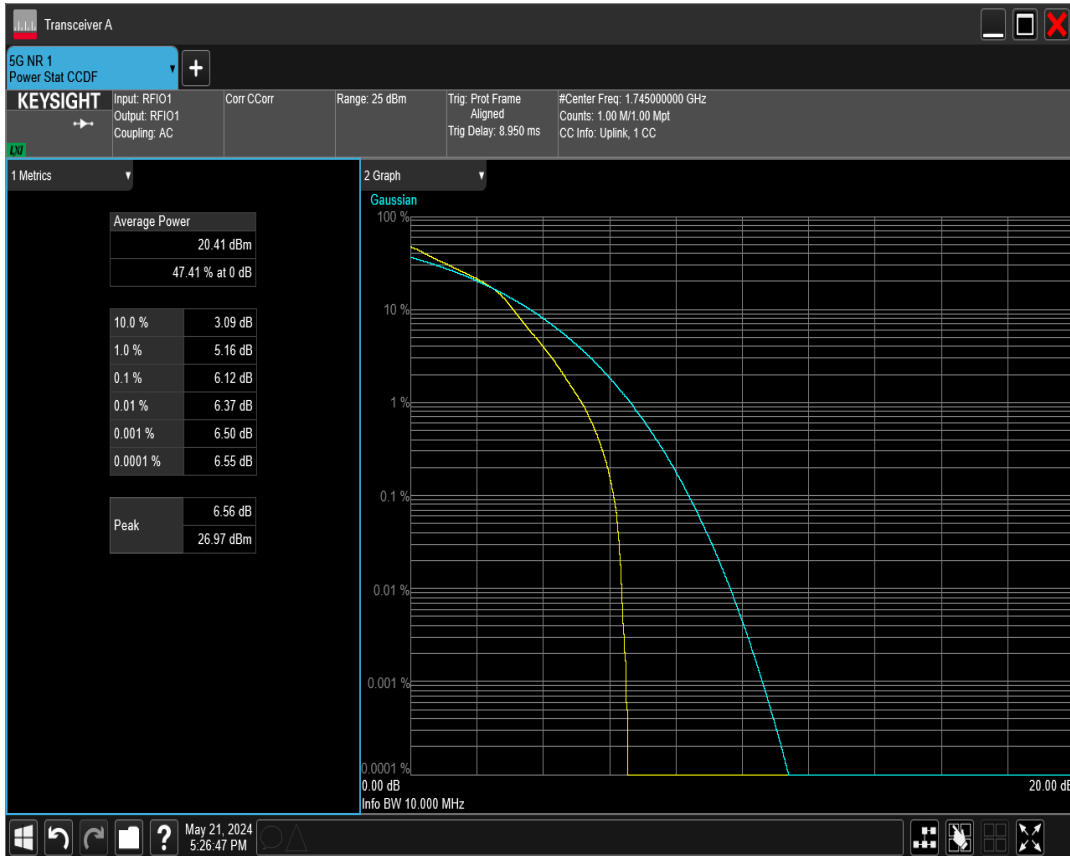 Transceiver A
5G NR 1
Power Stat CCDF
+
KEYSIGHT
LXI
Input: RFIO1
Output: RFIO1
Coupling: AC
Corr CCorr
Range: 25 dBm
Trig: Prot Frame
Aligned
Trig Delay: 8.950 ms
#Center Freq: 1.745000000 GHz
Counts: 1.00 M/1.00 Mpt
CC Info: Uplink, 1 CC
1 Metrics
Average Power
20.41 dBm
47.41 % at 0 dB
10.0 % 3.09 dB
1.0 % 5.16 dB
0.1 % 6.12 dB
0.01 % 6.37 dB
0.001 % 6.50 dB
0.0001 % 6.55 dB
Peak
6.56 dB
26.97 dBm
2 Graph
Gaussian
100 %
10 %
1 %
0.1 %
0.01 %
0.001 %
0.0001 %
0.00 dB 20.00 dB
Info BW 10.000 MHz
?
May 21, 2024
5:26:47 PM